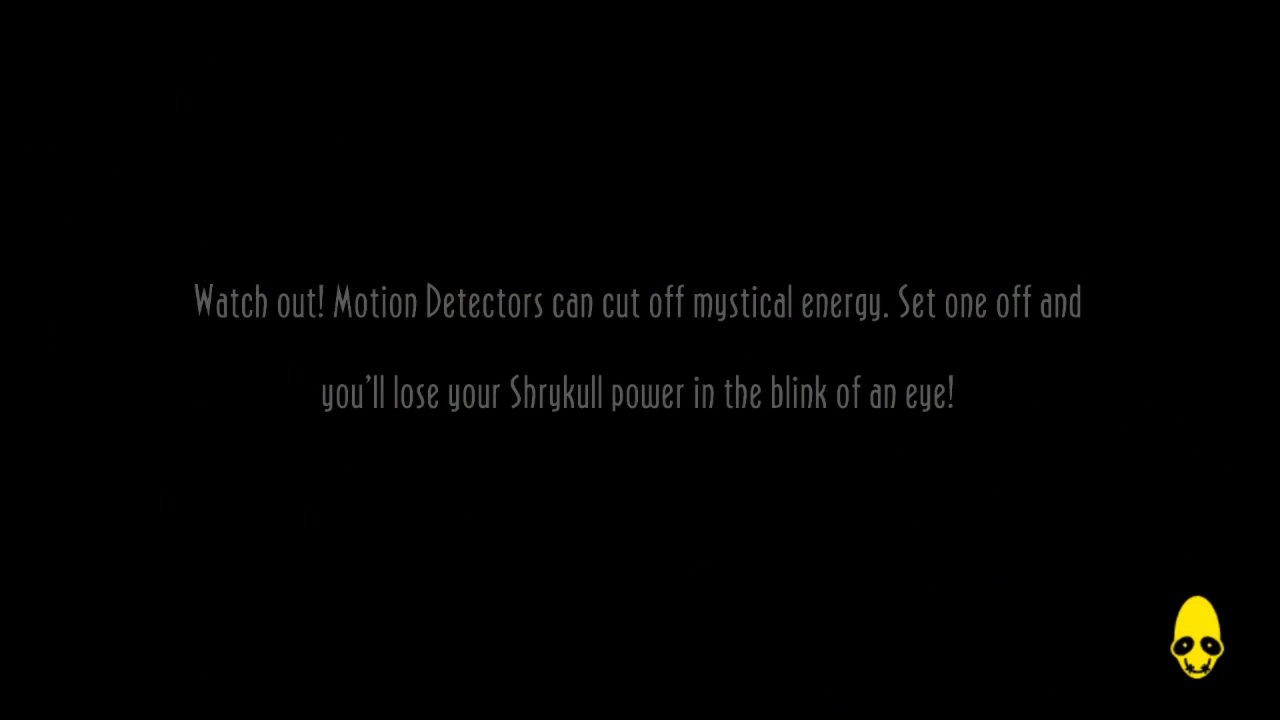 Watch out! Motion Detectors can cut off mystical energy. Set one off and
you'll lose your Shrykull power in the blink of an eye!